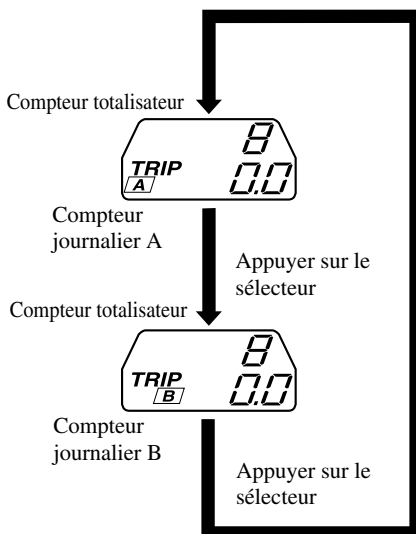 Compteur totalisateur
8
TRIP 0.0
A
Compteur
journalier A
Appuyer sur le
sélecteur
Compteur totalisateur
8
TRIP 0.0
B
Compteur
journalier B
Appuyer sur le
sélecteur